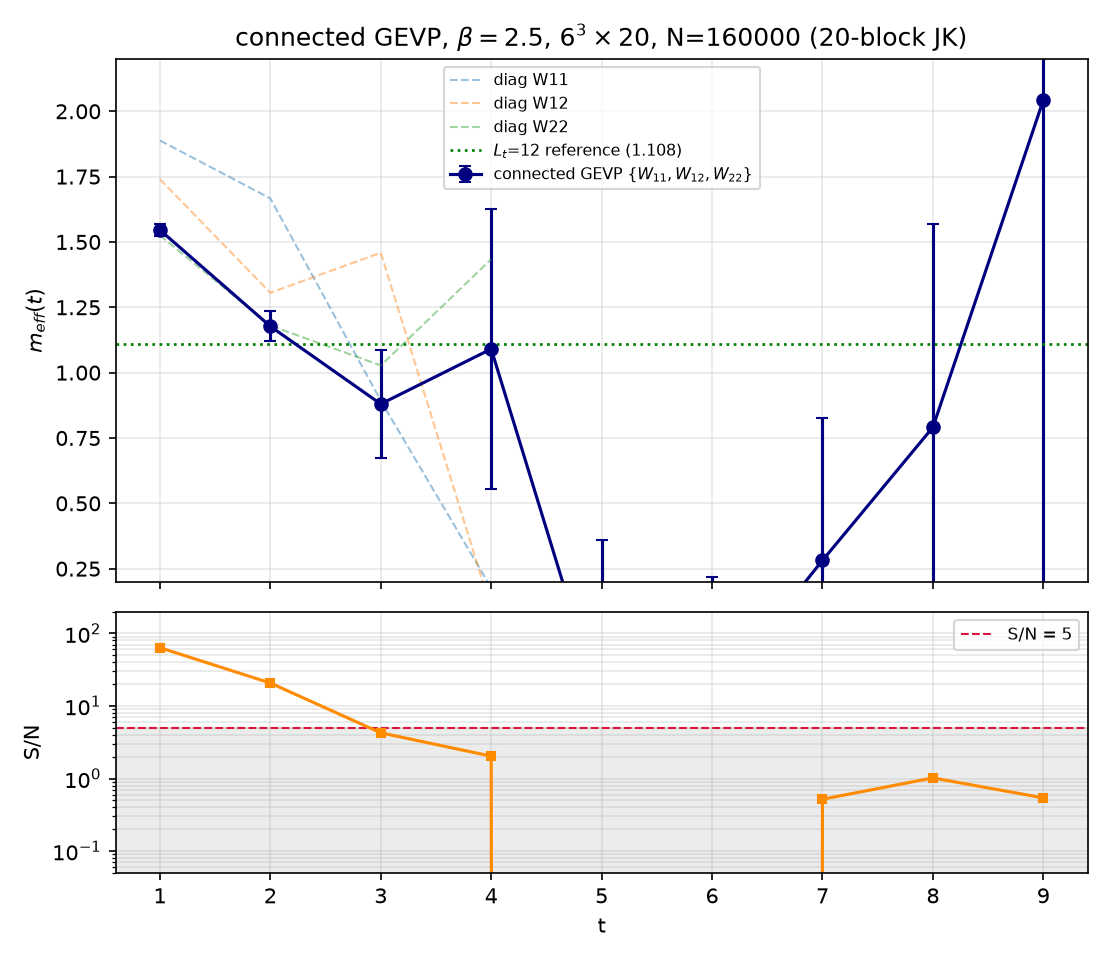 connected GEVP, β = 2.5, 6³ × 20, N=160000 (20-block JK)
diag W11
diag W12
diag W22
Lₜ=12 reference (1.108)
connected GEVP {W₁₁, W₁₂, W₂₂}
m_eff(t)
2.00
1.75
1.50
1.25
1.00
0.75
0.50
0.25
S/N = 5
S/N
10²
10¹
10⁰
10⁻¹
1 2 3 4 5 6 7 8 9
t